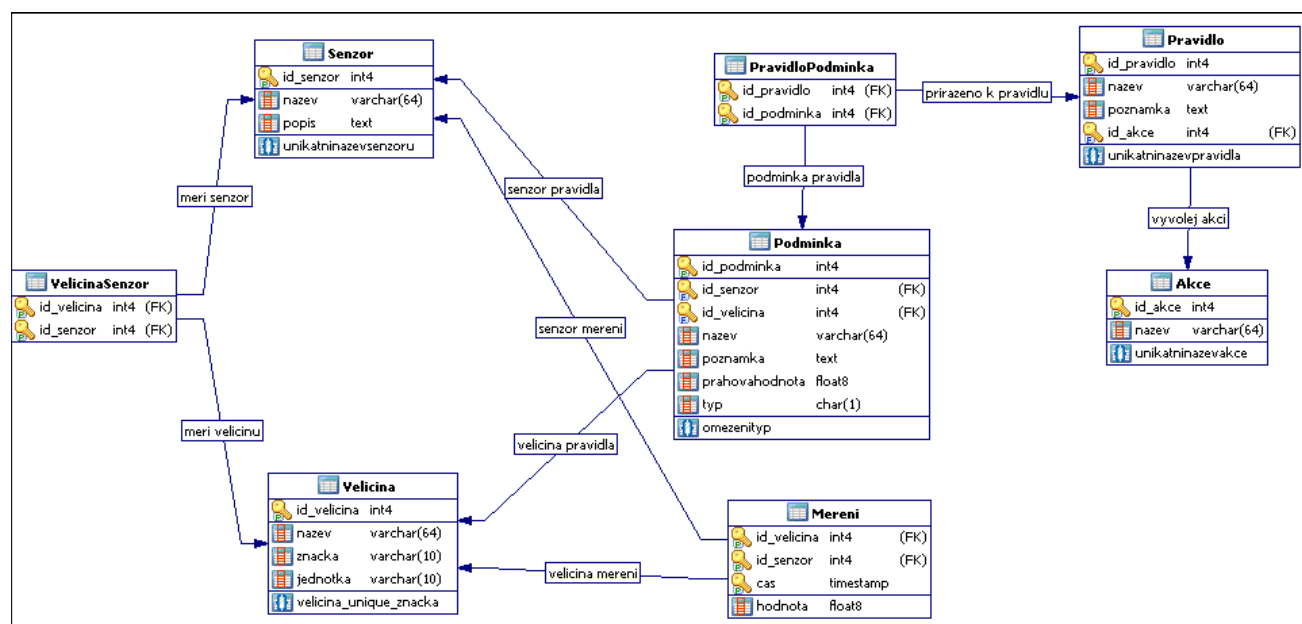 Senzor
id_senzor int4
nazev varchar(64)
popis text
unikatninazevsenzoru
PravidloPodminka
id_pravidlo int4 (FK)
id_podminka int4 (FK)
prirazeno k pravidlu
Pravidlo
id_pravidlo int4
nazev varchar(64)
poznamka text
id_akce int4 (FK)
unikatninazevpravidla
meri senzor
senzor pravidla
podminka pravidla
vyvolej akci
VelicinaSenzor
id_velicina int4 (FK)
id_senzor int4 (FK)
Podminka
id_podminka int4
id_senzor int4 (FK)
id_velicina int4 (FK)
nazev varchar(64)
poznamka text
prahovahodnota float8
typ char(1)
omezenityp
Akce
id_akce int4
nazev varchar(64)
unikatninazevakce
senzor mereni
meri velicinu
velicina pravidla
Velicina
id_velicina int4
nazev varchar(64)
znacka varchar(10)
jednotka varchar(10)
velicina_unique_znacka
velicina mereni
Mereni
id_velicina int4 (FK)
id_senzor int4 (FK)
cas timestamp
hodnota float8